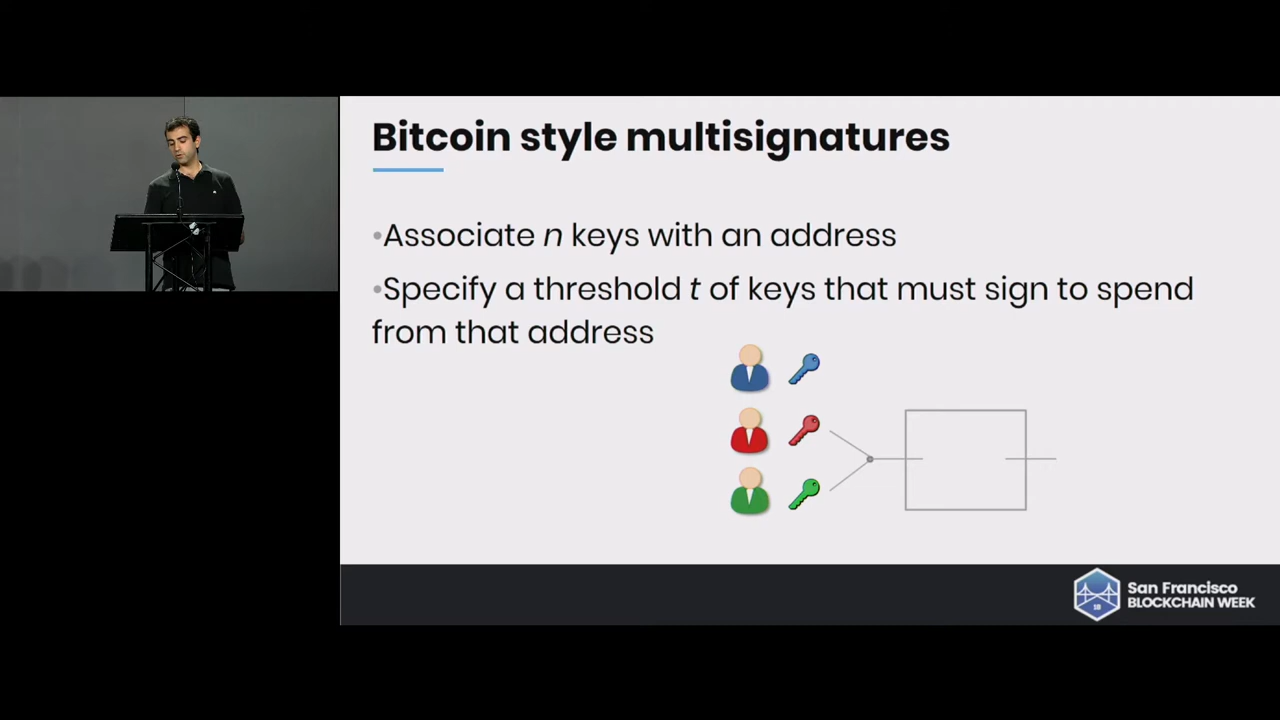 Bitcoin style multisignatures
•Associate n keys with an address
•Specify a threshold t of keys that must sign to spend
from that address
18
San Francisco
BLOCKCHAIN WEEK